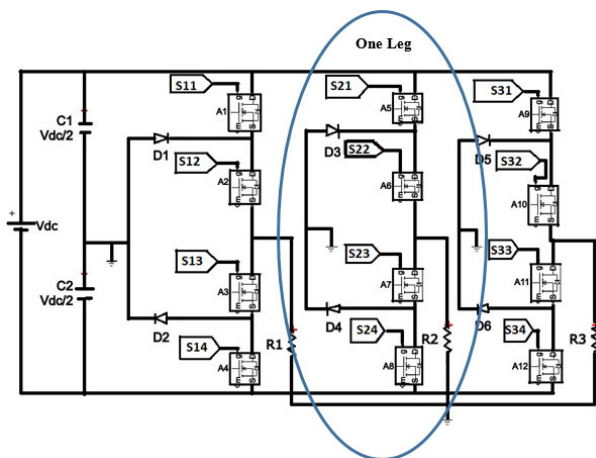 One Leg
S11
S21
S31
A1
A5
A9
C1
Vdc/2
D1
D3
D5
S12
S22
S32
A2
A6
A10
Vdc
C2
Vdc/2
S13
S23
S33
A3
A7
A11
D2
D4
D6
S14
S24
S34
R1
R2
R3
A4
A8
A12